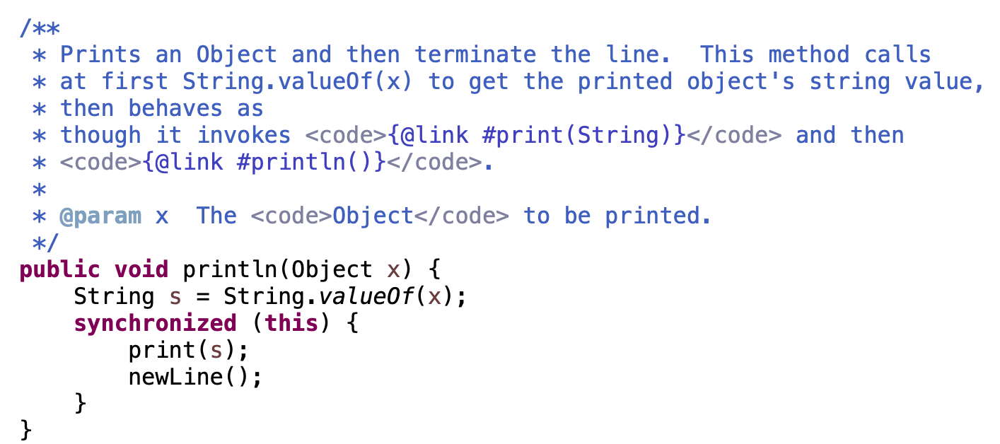 /**
 * Prints an Object and then terminate the line.  This method calls
 * at first String.valueOf(x) to get the printed object's string value,
 * then behaves as
 * though it invokes <code>{@link #print(String)}</code> and then
 * <code>{@link #println()}</code>.
 *
 * @param x  The <code>Object</code> to be printed.
 */
public void println(Object x) {
    String s = String.valueOf(x);
    synchronized (this) {
        print(s);
        newLine();
    }
}